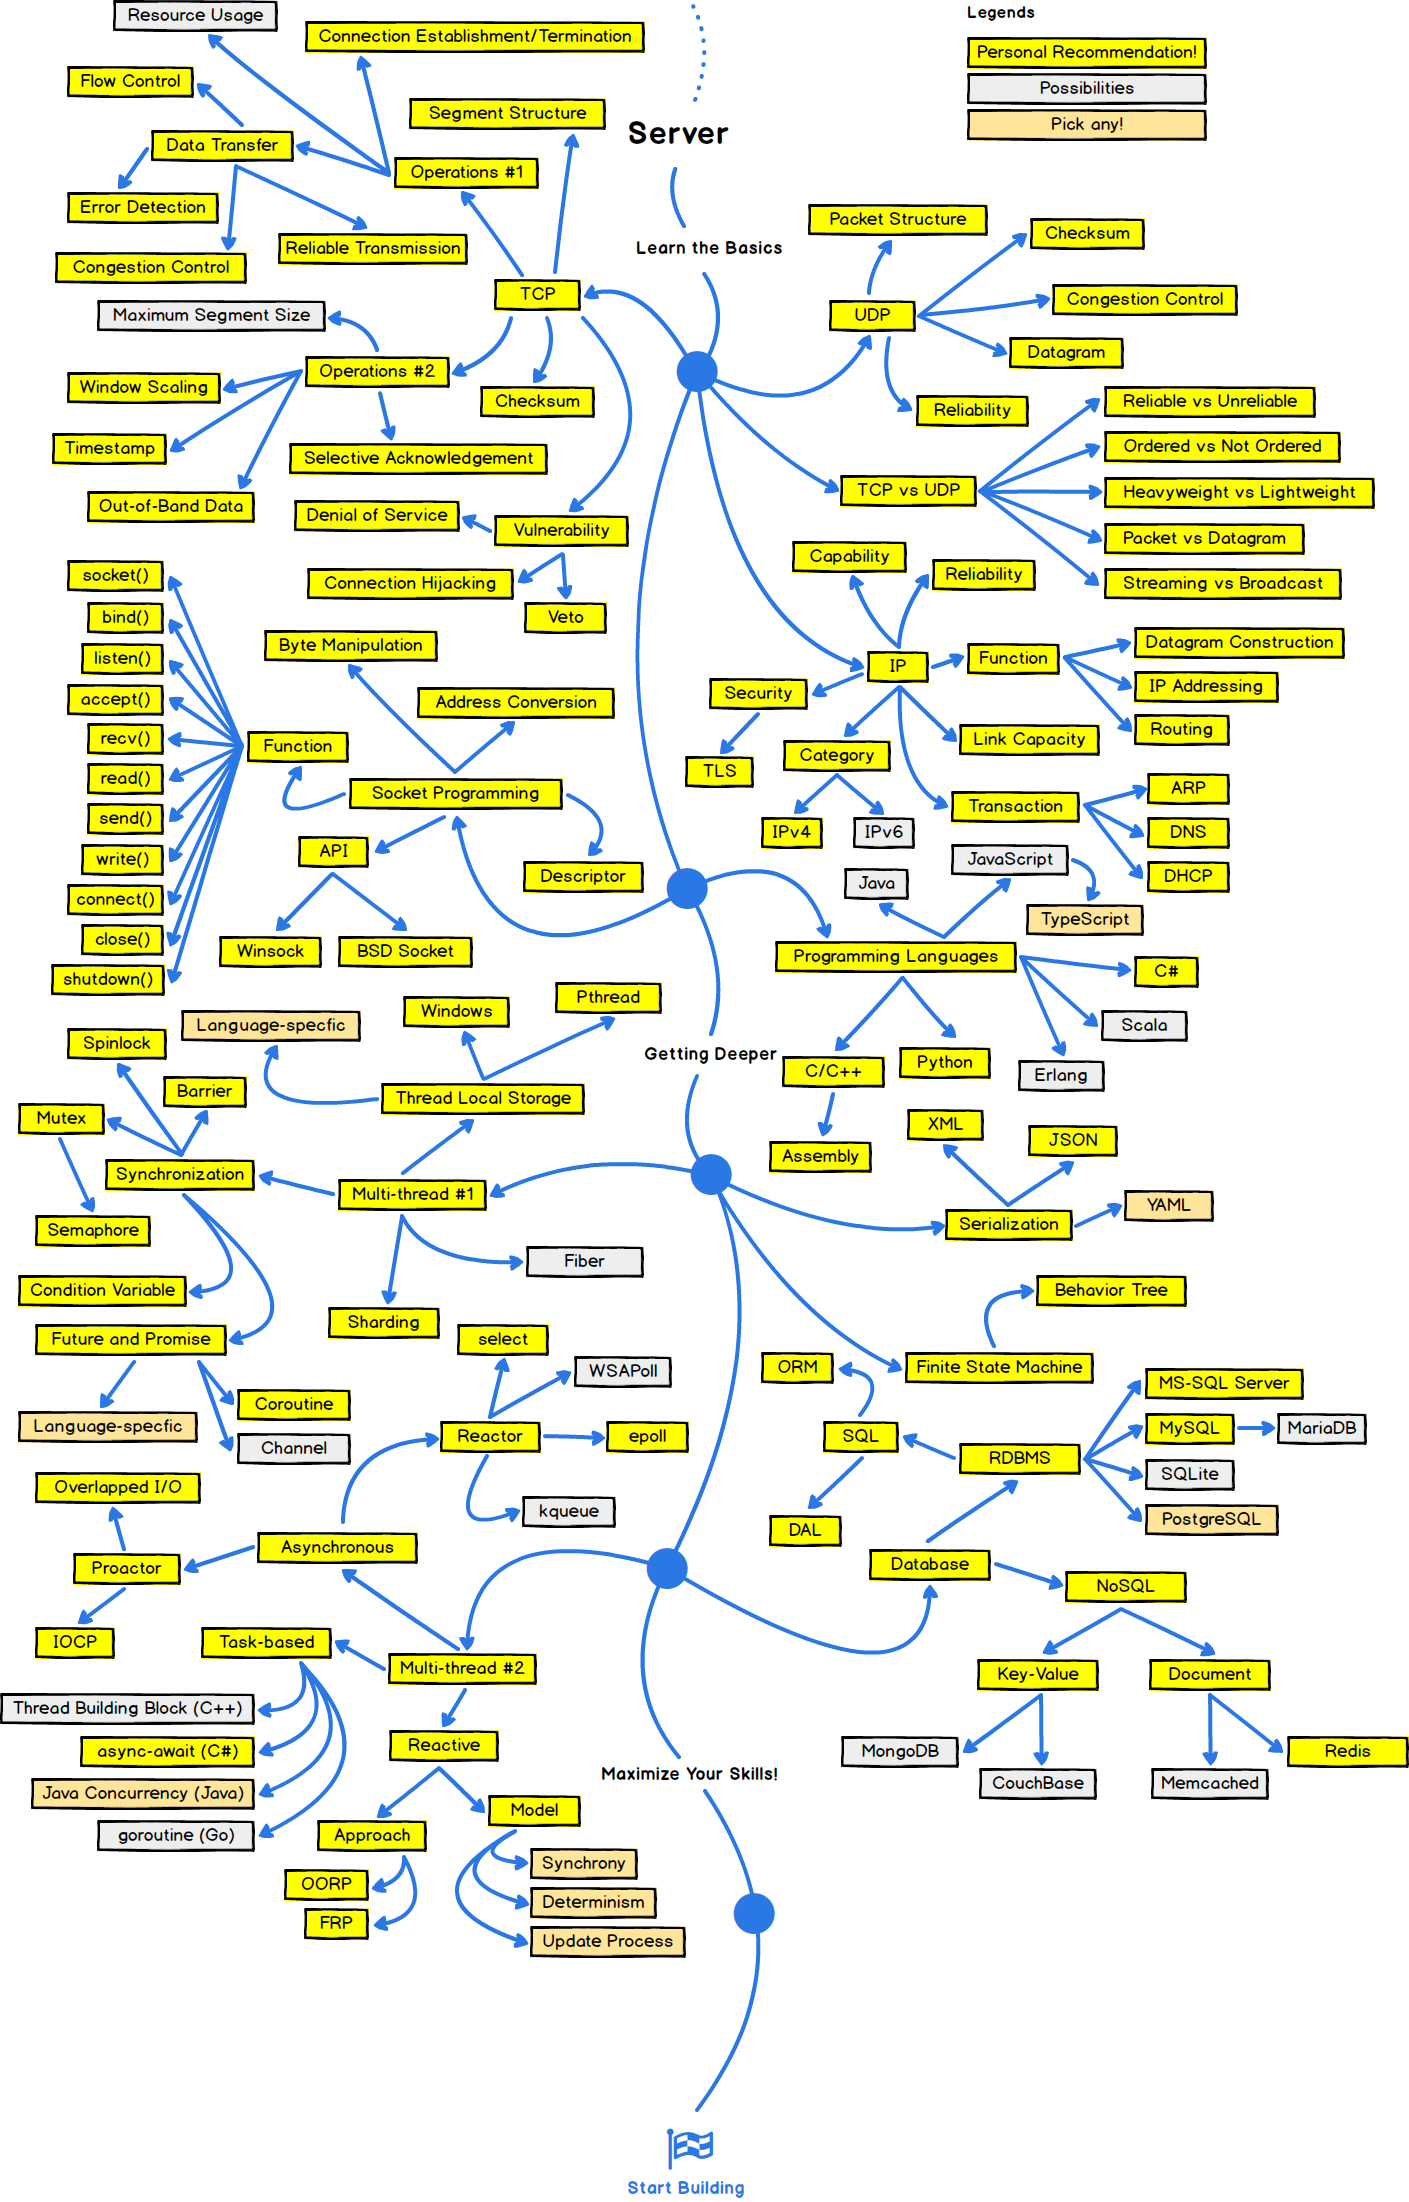 Resource Usage
Connection Establishment/Termination
Flow Control
Segment Structure
Data Transfer
Operations #1
Error Detection
Reliable Transmission
Congestion Control
TCP
Maximum Segment Size
Operations #2
Window Scaling
Checksum
Timestamp
Selective Acknowledgement
Out-of-Band Data
Denial of Service
Vulnerability
Connection Hijacking
Veto
Legends
Personal Recommendation!
Possibilities
Pick any!
Server
Learn the Basics
Packet Structure
Checksum
UDP
Congestion Control
Datagram
Reliability
Reliable vs Unreliable
Ordered vs Not Ordered
TCP vs UDP
Heavyweight vs Lightweight
Packet vs Datagram
Streaming vs Broadcast
Capability
Reliability
IP
Function
Datagram Construction
IP Addressing
Routing
Security
TLS
Category
Link Capacity
IPv4
IPv6
Transaction
ARP
DNS
DHCP
socket()
bind()
listen()
accept()
recv()
read()
send()
write()
connect()
close()
shutdown()
Function
Byte Manipulation
Address Conversion
Socket Programming
API
Descriptor
Winsock
BSD Socket
JavaScript
Java
TypeScript
Programming Languages
C#
Scala
Erlang
C/C++
Python
Assembly
Getting Deeper
Pthread
Windows
Language-specfic
Spinlock
Barrier
Mutex
Thread Local Storage
Synchronization
Multi-thread #1
Semaphore
Fiber
Condition Variable
Sharding
Future and Promise
Coroutine
Language-specfic
Channel
XML
JSON
Serialization
YAML
Behavior Tree
Finite State Machine
select
WSAPoll
Reactor
epoll
kqueue
Overlapped I/O
Asynchronous
Proactor
IOCP
Task-based
Multi-thread #2
Thread Building Block (C++)
async-await (C#)
Java Concurrency (Java)
goroutine (Go)
Reactive
Approach
Model
OORP
FRP
Synchrony
Determinism
Update Process
ORM
SQL
DAL
RDBMS
MS-SQL Server
MySQL
MariaDB
SQLite
PostgreSQL
Database
NoSQL
Key-Value
Document
MongoDB
CouchBase
Memcached
Redis
Maximize Your Skills!
Start Building